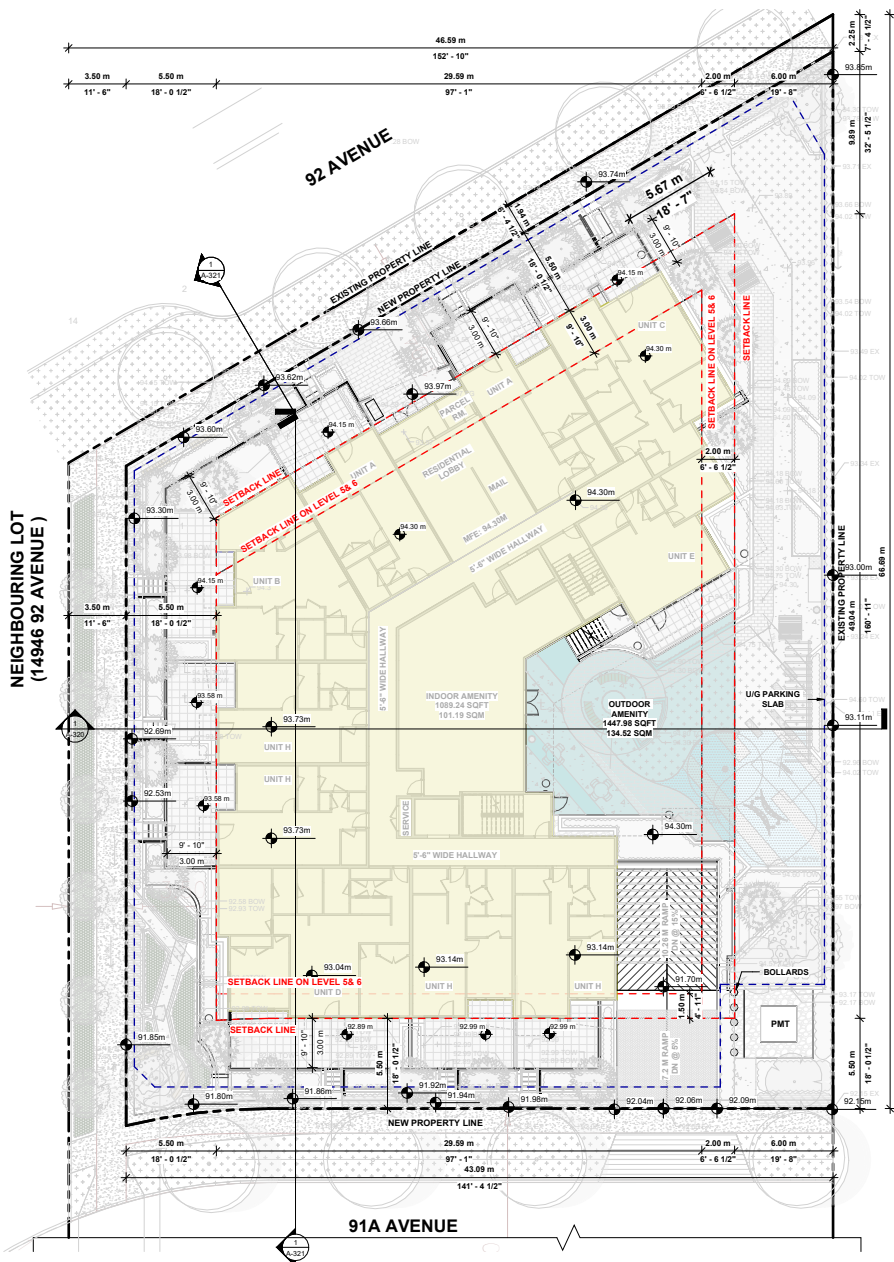 46.59 m
152' - 10"
3.50 m
11' - 6"
5.50 m
18' - 0 1/2"
29.59 m
97' - 1"
2.00 m
6' - 6 1/2"
6.00 m
19' - 8"
2.25 m
7' - 4 1/2"
93.85m
9.89 m
32' - 5 1/2"
92 AVENUE
93.74m
5.67 m
18' - 7"
1.94 m
6' - 4 1/2"
9' - 10"
3.00 m
1
A-321
EXISTING PROPERTY LINE
NEW PROPERTY LINE
5.50 m
18' - 0 1/2"
94.15 m
3.00 m
9' - 10"
UNIT C
94.30 m
SETBACK LINE ON LEVEL 5& 6
SETBACK LINE
93.66m
9' - 10"
3.00 m
93.62m
93.97m
UNIT A
PARCEL
RM.
93.60m
94.15 m
UNIT A
RESIDENTIAL
LOBBY
MAIL
2.00 m
6' - 6 1/2"
9' - 10"
3.00 m
SETBACK LINE
SETBACK LINE ON LEVEL 5& 6
94.30m
93.30m
94.30 m
MFE: 94.30M
5'-6" WIDE HALLWAY
UNIT E
NEIGHBOURING LOT
(14946 92 AVENUE )
94.15 m
UNIT B
93.00m
EXISTING PROPERTY LINE
49.04 m
160' - 11"
66.69 m
3.50 m
11' - 6"
5.50 m
18' - 0 1/2"
5'-6" WIDE HALLWAY
INDOOR AMENITY
1089.24 SQFT
101.19 SQM
OUTDOOR
AMENITY
1447.98 SQFT
134.52 SQM
U/G PARKING
SLAB
93.58 m
93.73m
93.11m
1
A-320
92.69m
UNIT H
UNIT H
92.53m
93.58 m
93.73m
SERVICE
94.30m
9' - 10"
3.00 m
5'-6" WIDE HALLWAY
93.14m
93.14m
93.04m
SETBACK LINE ON LEVEL 5& 6
UNIT D
UNIT H
UNIT H
DN @ 15%
91.70m
1.50 m
4' - 11"
BOLLARDS
PMT
SETBACK LINE
92.89 m
92.99 m
92.99 m
9' - 10"
3.00 m
5.50 m
18' - 0 1/2"
7.2 M RAMP
DN @ 5%
5.50 m
18' - 0 1/2"
91.85m
91.80m
91.86m
91.92m
91.94m
91.98m
92.04m
92.06m
92.09m
92.15m
NEW PROPERTY LINE
5.50 m
18' - 0 1/2"
29.59 m
97' - 1"
2.00 m
6' - 6 1/2"
6.00 m
19' - 8"
43.09 m
141' - 4 1/2"
91A AVENUE
1
A-321